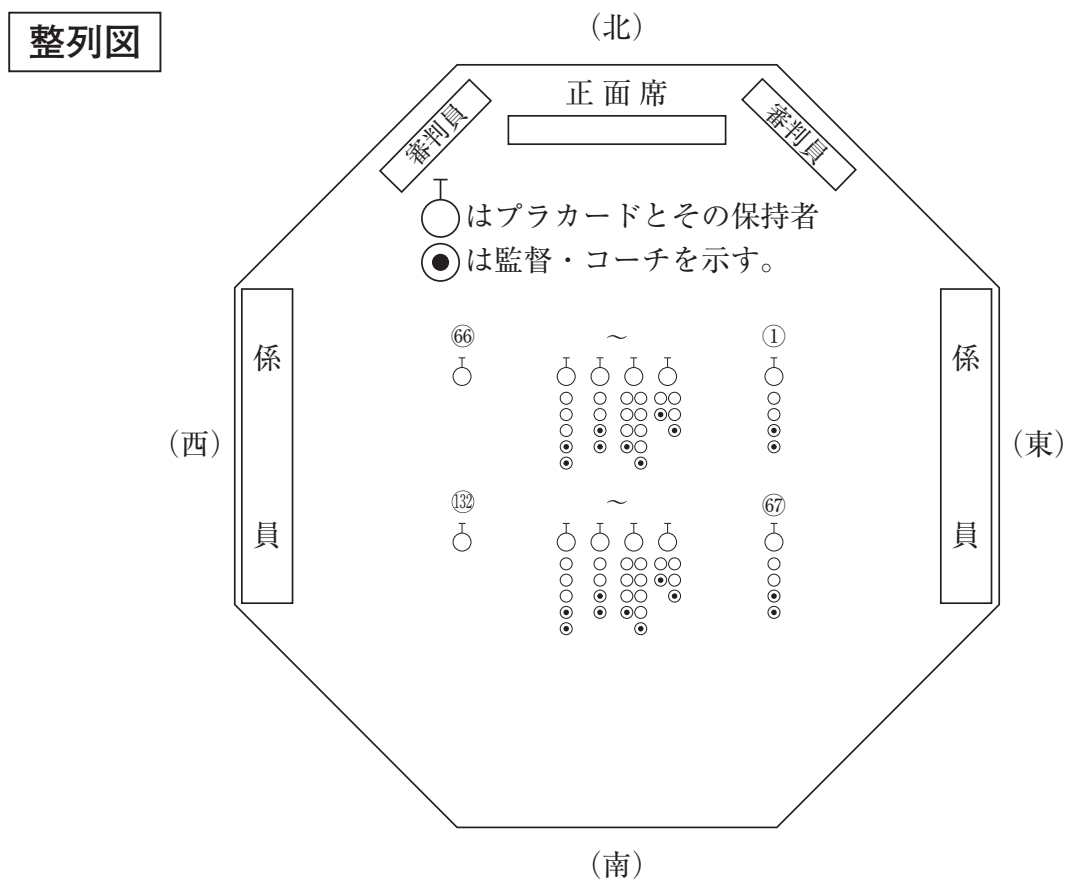 整列図
（北）
正面席
審判員
審判員
はプラカードとその保持者
は監督・コーチを示す。
係員
係員
（西）
（東）
㊿
66 ～ ①
132 ～ 67
（南）